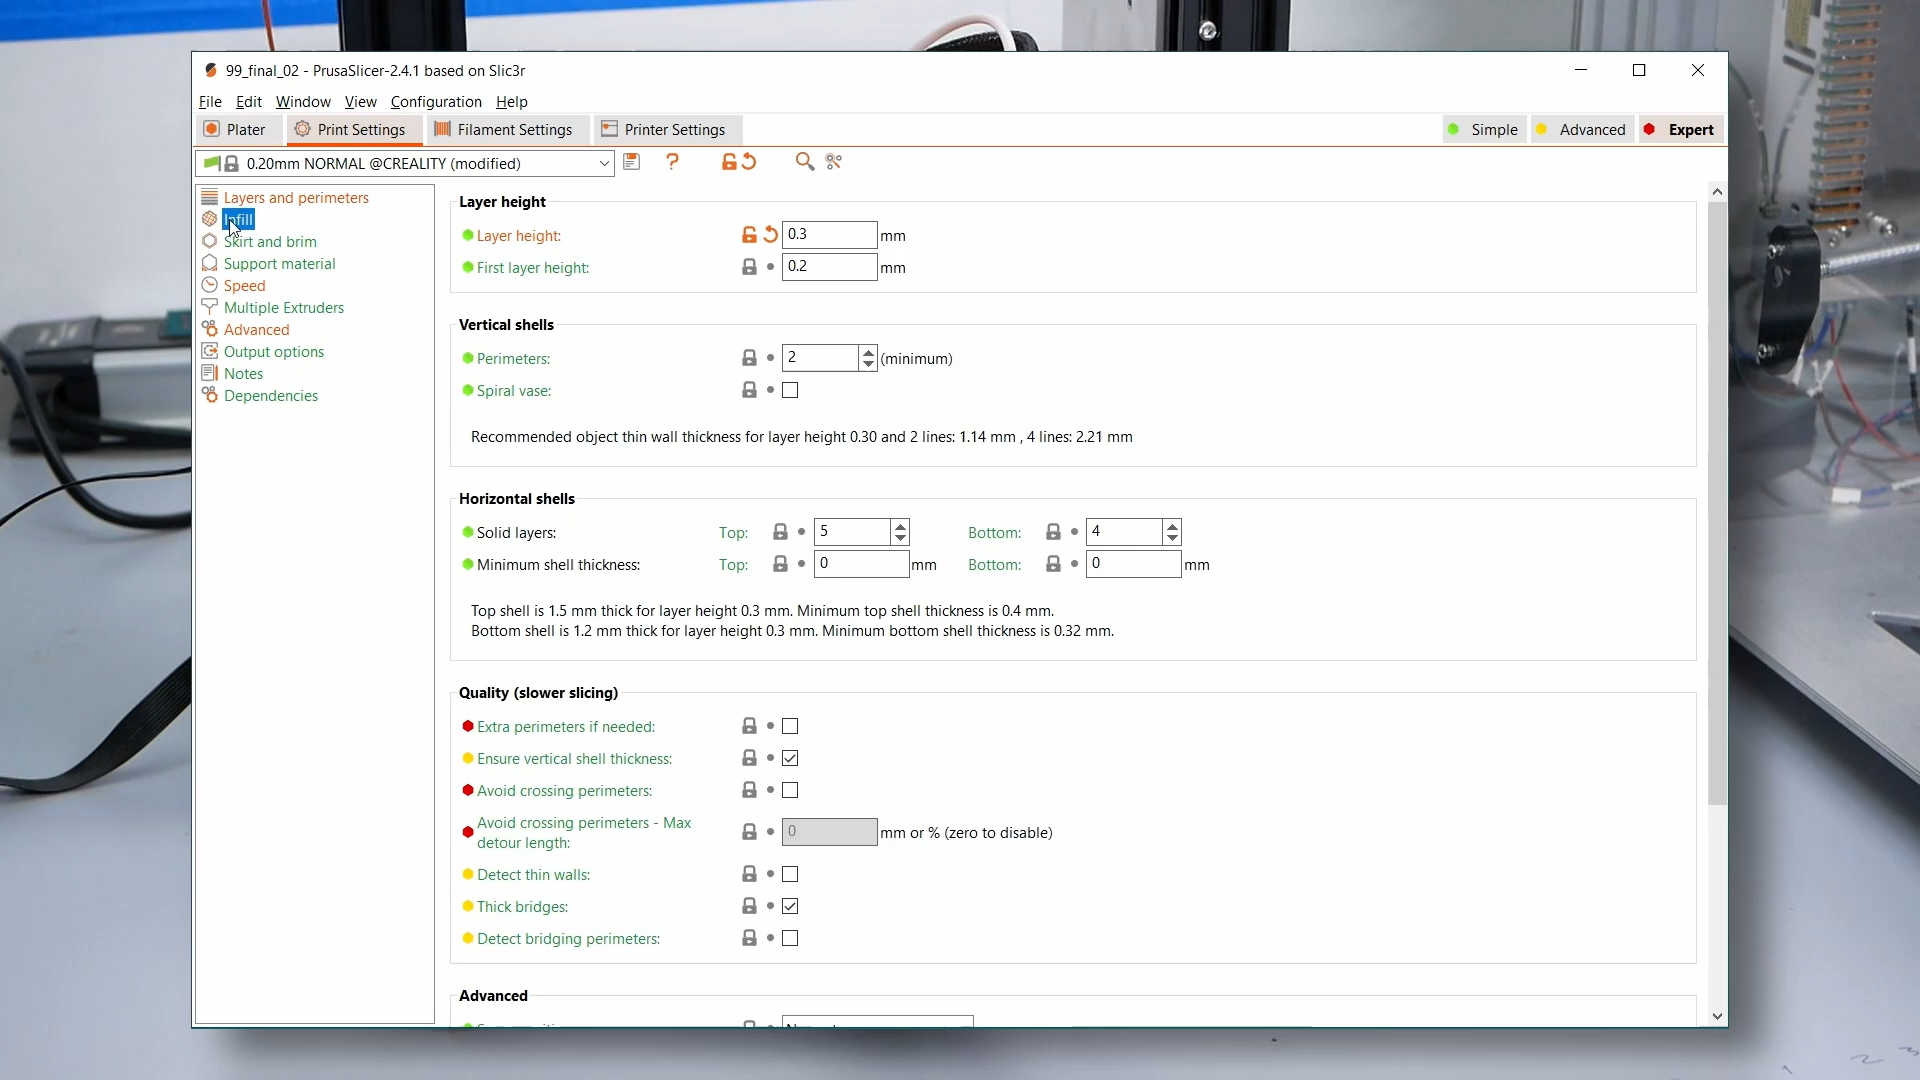 99_final_02 - PrusaSlicer-2.4.1 based on Slic3r
File Edit Window View Configuration Help
Plater Print Settings Filament Settings Printer Settings Simple Advanced Expert
0.20mm NORMAL @CREALITY (modified)
Layers and perimeters
Infill
Skirt and brim
Support material
Speed
Multiple Extruders
Advanced
Output options
Notes
Dependencies
Layer height
Layer height: 0.3 mm
First layer height: 0.2 mm
Vertical shells
Perimeters: 2 (minimum)
Spiral vase:
Recommended object thin wall thickness for layer height 0.30 and 2 lines: 1.14 mm , 4 lines: 2.21 mm
Horizontal shells
Solid layers: Top: 5 Bottom: 4
Minimum shell thickness: Top: 0 mm Bottom: 0 mm
Top shell is 1.5 mm thick for layer height 0.3 mm. Minimum top shell thickness is 0.4 mm.
Bottom shell is 1.2 mm thick for layer height 0.3 mm. Minimum bottom shell thickness is 0.32 mm.
Quality (slower slicing)
Extra perimeters if needed:
Ensure vertical shell thickness:
Avoid crossing perimeters:
Avoid crossing perimeters - Max
detour length: 0 mm or % (zero to disable)
Detect thin walls:
Thick bridges:
Detect bridging perimeters:
Advanced